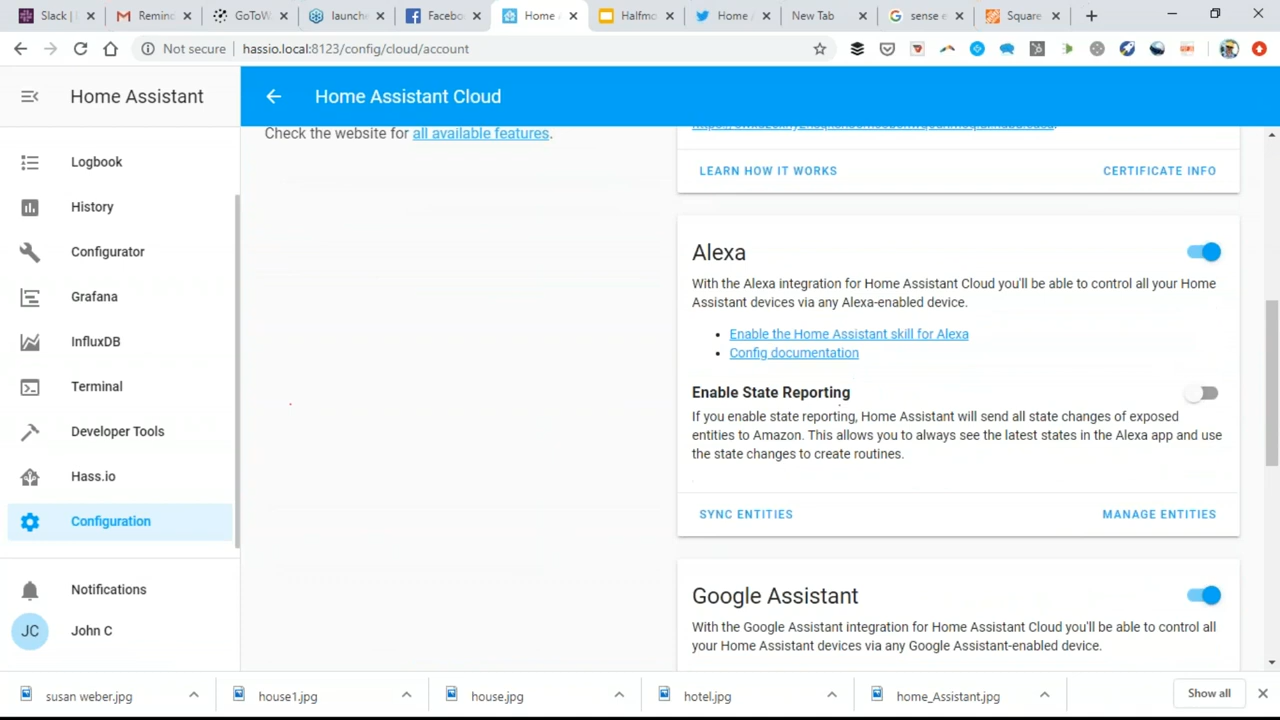 Slack |
Remin
GoToW
launche
Facebo
Home -
Halfmo
Home /
New Tab
sense e
Square
Not secure
hassio.local:8123/config/cloud/account
Home Assistant
Home Assistant Cloud
Logbook
History
Configurator
Grafana
InfluxDB
Terminal
Developer Tools
Hass.io
Configuration
Notifications
JC
John C
Check the website for all available features.
LEARN HOW IT WORKS
CERTIFICATE INFO
Alexa
With the Alexa integration for Home Assistant Cloud you'll be able to control all your Home
Assistant devices via any Alexa-enabled device.
• Enable the Home Assistant skill for Alexa
• Config documentation
Enable State Reporting
If you enable state reporting, Home Assistant will send all state changes of exposed
entities to Amazon. This allows you to always see the latest states in the Alexa app and use
the state changes to create routines.
SYNC ENTITIES
MANAGE ENTITIES
Google Assistant
With the Google Assistant integration for Home Assistant Cloud you'll be able to control all
your Home Assistant devices via any Google Assistant-enabled device.
susan weber.jpg
house1.jpg
house.jpg
hotel.jpg
home_Assistant.jpg
Show all